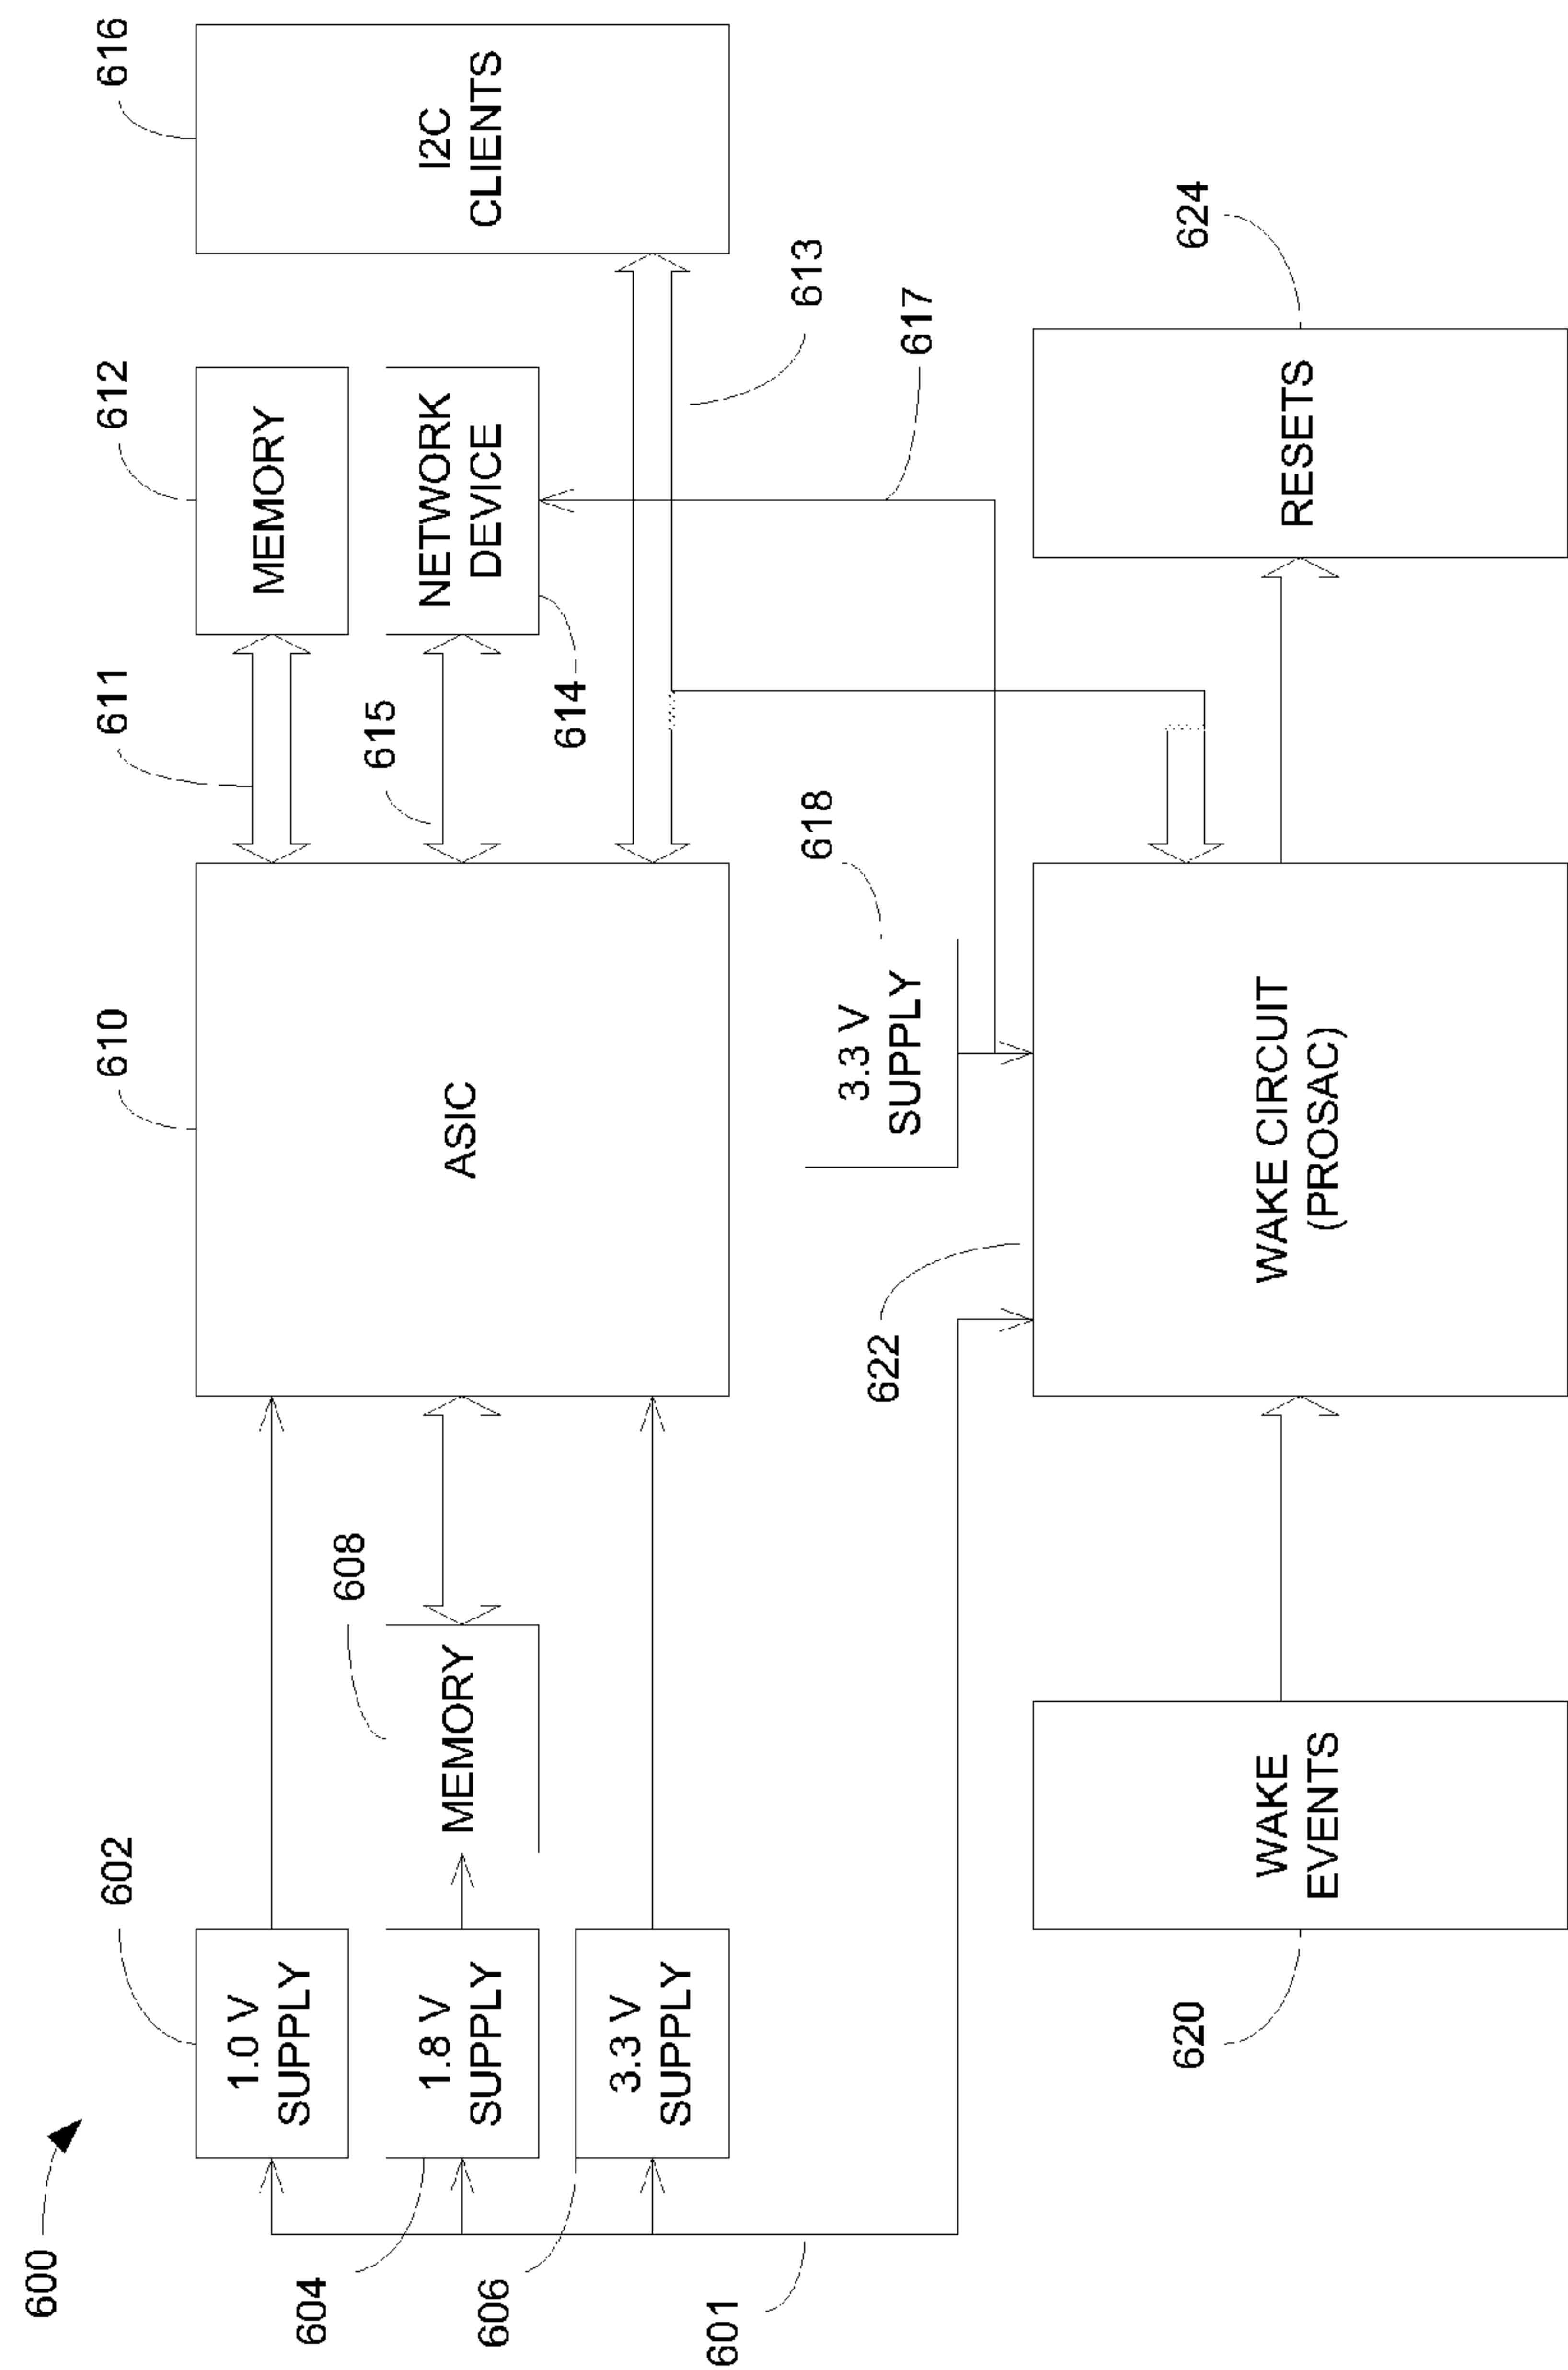 600
602
1.0 V
SUPPLY
604
1.8 V
SUPPLY
606
3.3 V
SUPPLY
601
608
MEMORY
610
ASIC
611
612
MEMORY
615
614
NETWORK
DEVICE
616
I2C
CLIENTS
613
617
618
3.3 V
SUPPLY
620
WAKE
EVENTS
622
WAKE CIRCUIT
(PROSAC)
624
RESETS